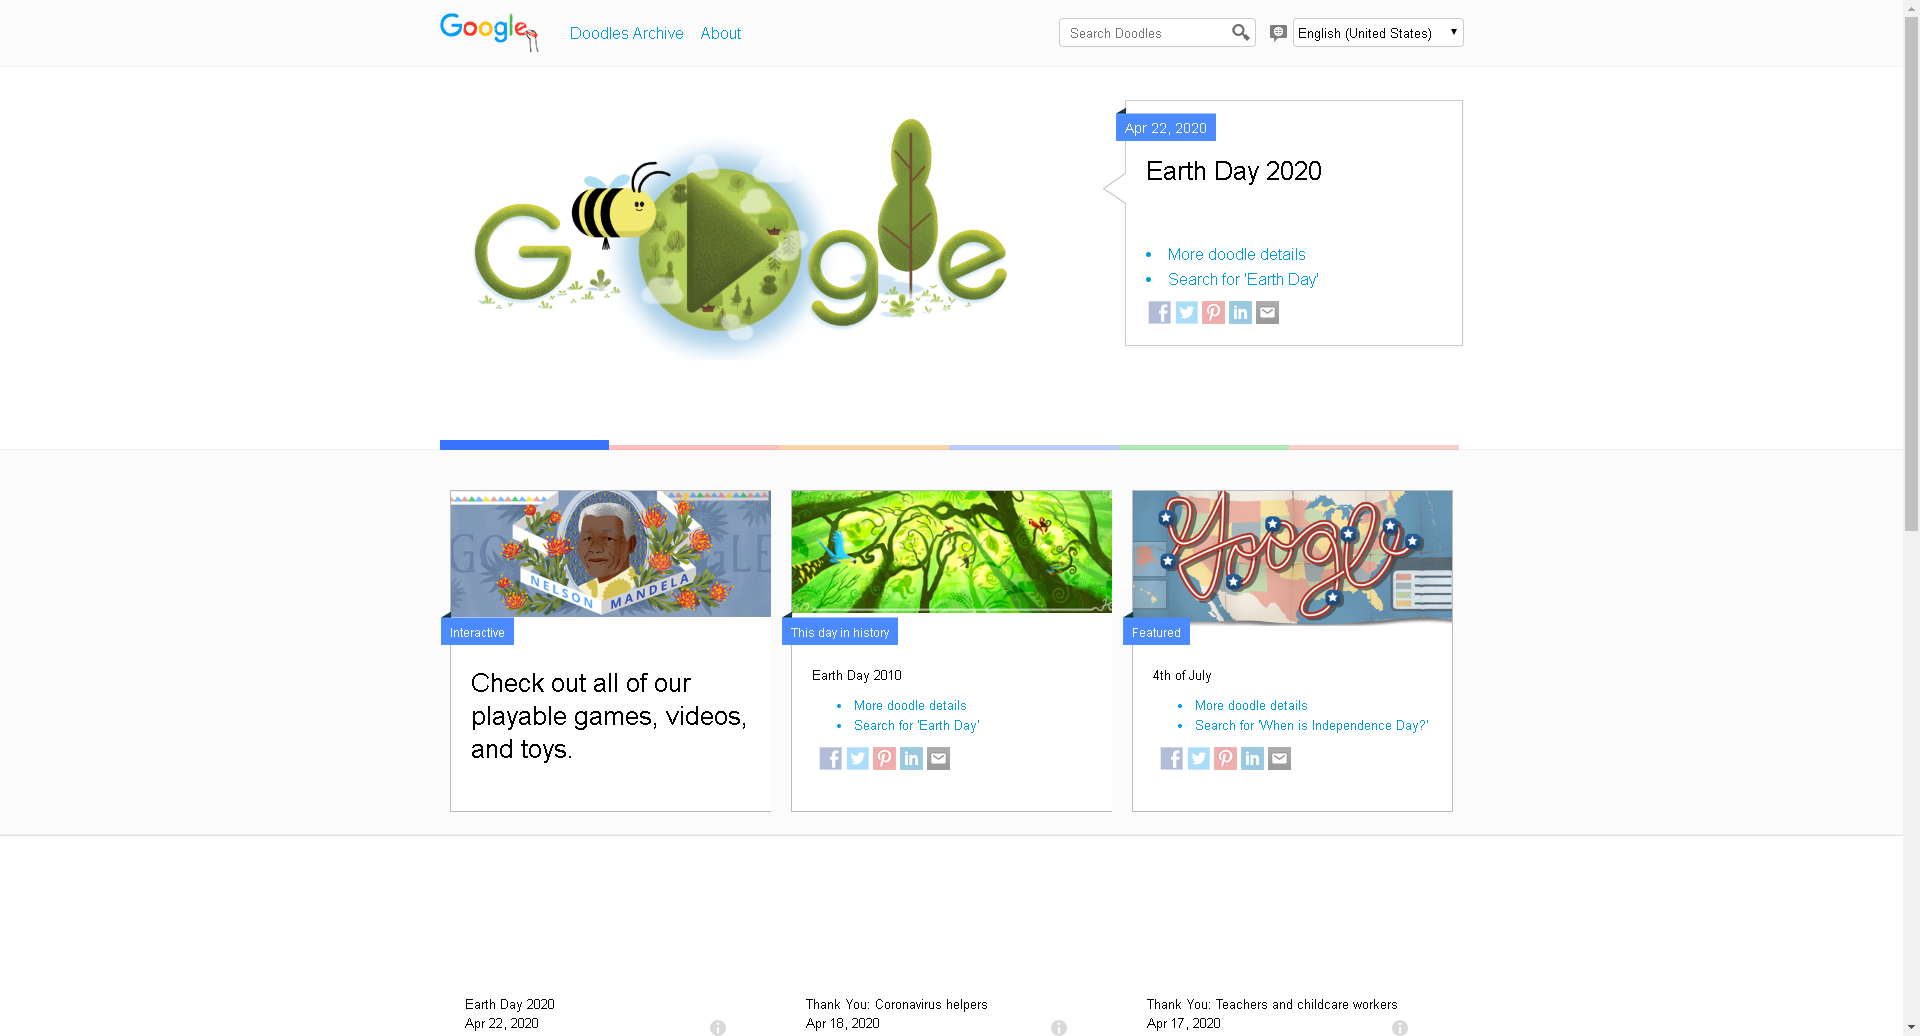 Google
Doodles Archive
About
Search Doodles
English (United States)
Google
Apr 22, 2020
Earth Day 2020
More doodle details
Search for 'Earth Day'
GOOGLE
NELSON MANDELA
Interactive
Check out all of our
playable games, videos,
and toys.
This day in history
Earth Day 2010
More doodle details
Search for 'Earth Day'
Google
Featured
4th of July
More doodle details
Search for 'When is Independence Day?'
Earth Day 2020
Apr 22, 2020
Thank You: Coronavirus helpers
Apr 18, 2020
Thank You: Teachers and childcare workers
Apr 17, 2020